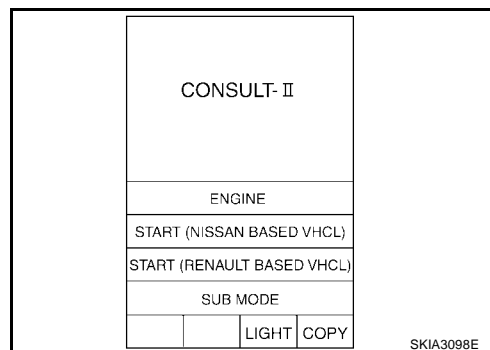 CONSULT-Ⅱ
ENGINE
START (NISSAN BASED VHCL)
START (RENAULT BASED VHCL)
SUB MODE
LIGHT COPY
SKIA3098E